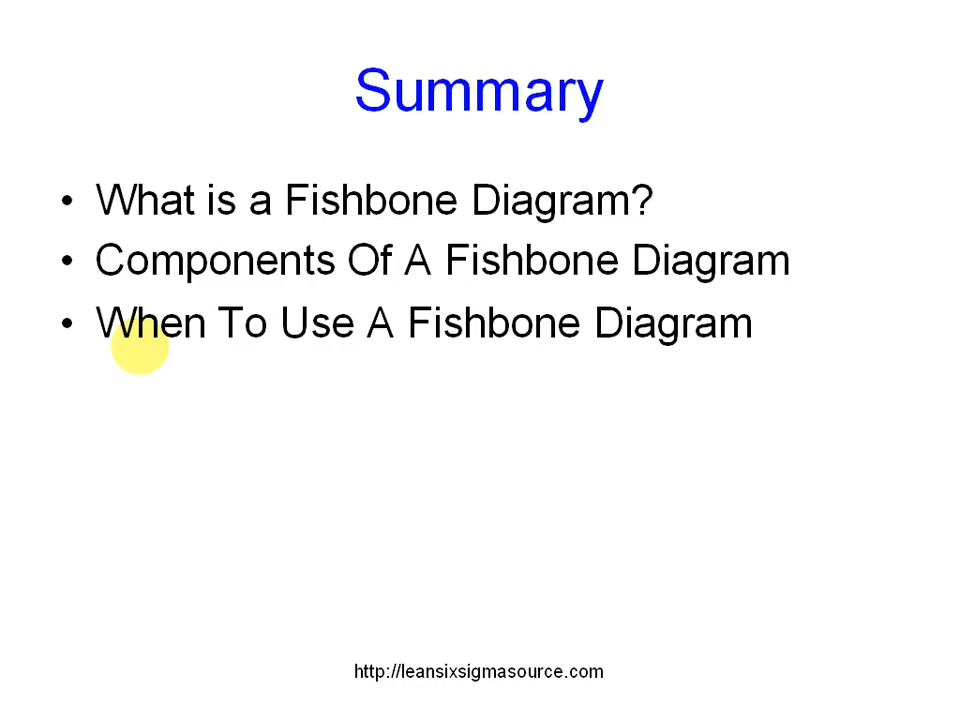 Summary
• What is a Fishbone Diagram?
• Components Of A Fishbone Diagram
• When To Use A Fishbone Diagram
http://leansixsigmasource.com